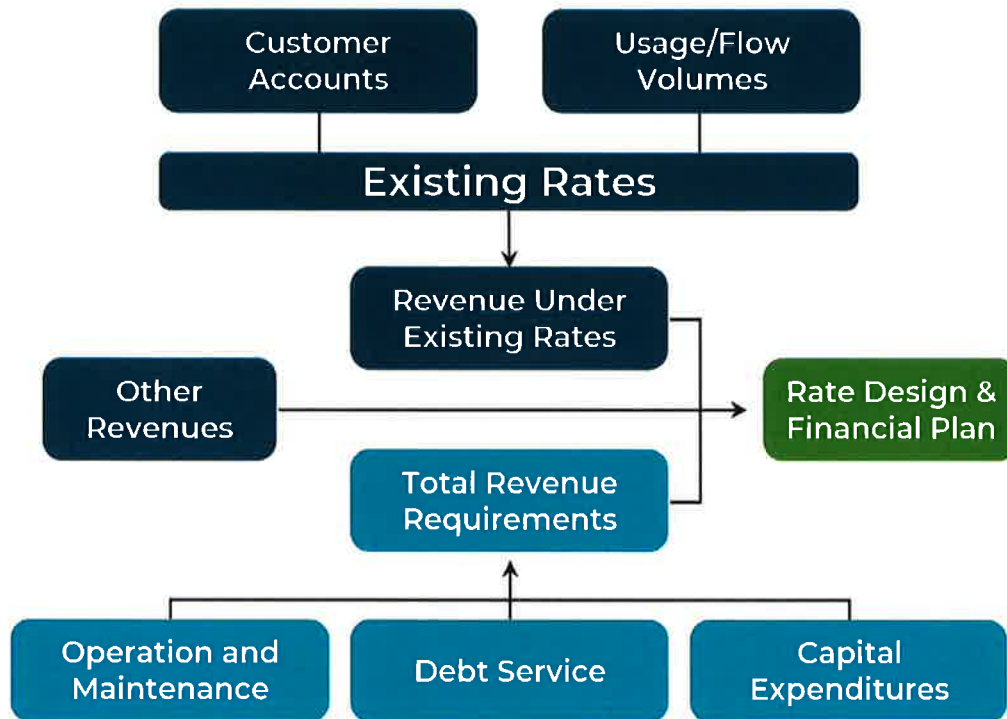 Customer
Accounts
Usage/Flow
Volumes
Existing Rates
Revenue Under
Existing Rates
Other
Revenues
Rate Design &
Financial Plan
Total Revenue
Requirements
Operation and
Maintenance
Debt Service
Capital
Expenditures